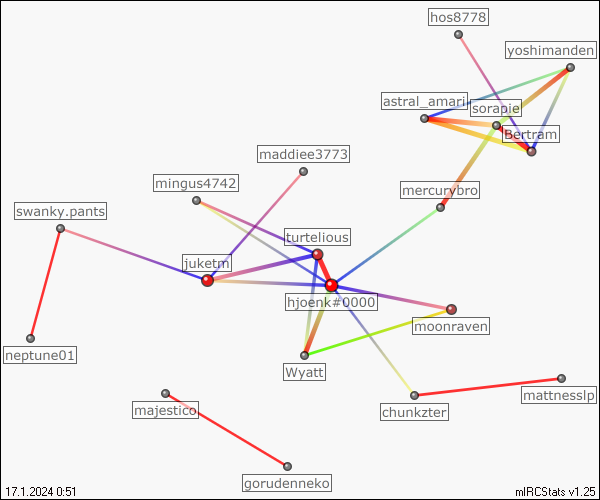 hos8778
yoshimanden
astral_amari
sorapie
Bertram
maddiee3773
mingus4742
mercurybro
swanky.pants
turtelious
juketm
hjoenk#0000
moonraven
neptune01
Wyatt
mattnesslp
majestico
chunkzter
gorudenneko
17.1.2024 0:51
mIRCStats v1.25